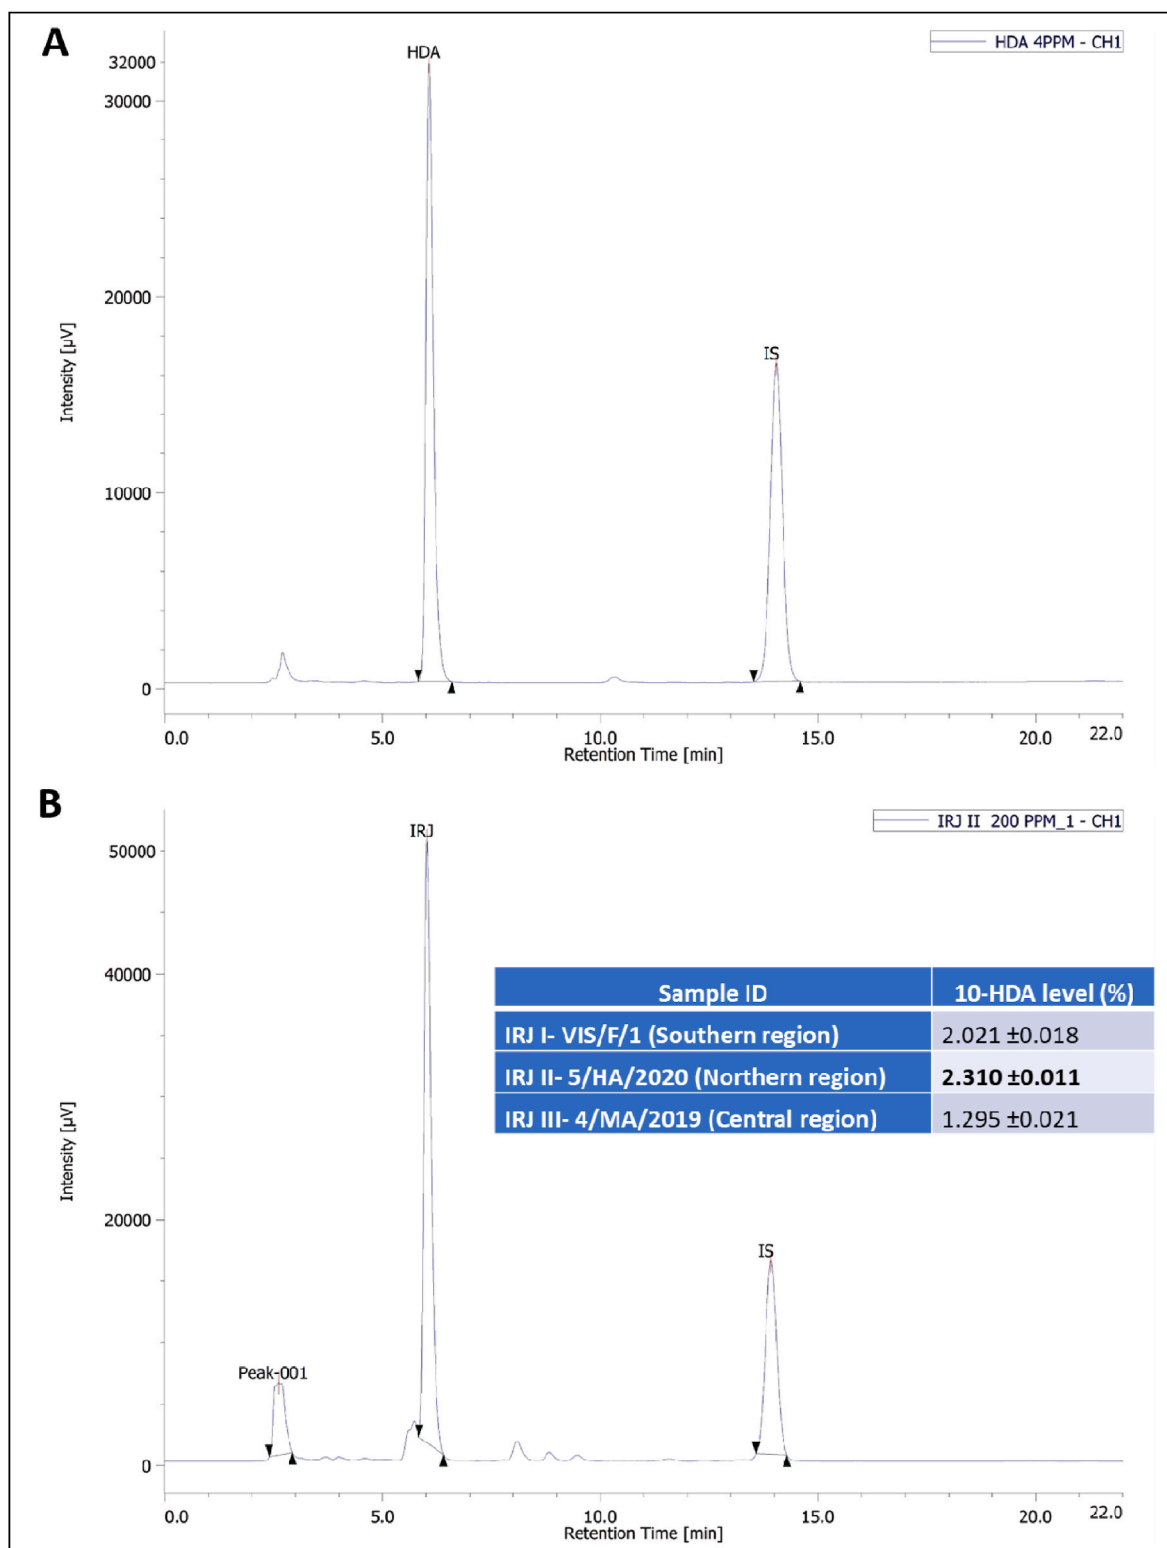 A
HDA 4PPM - CH1
HDA
32000
30000
20000
10000
0
Intensity [µV]
IS
0.0 5.0 10.0 15.0 20.0 22.0
Retention Time [min]
B
IRJ II 200 PPM_1 - CH1
IRJ
50000
40000
20000
0
Intensity [µV]
Sample ID 10-HDA level (%)
IRJ I- VIS/F/1 (Southern region) 2.021 ±0.018
IRJ II- 5/HA/2020 (Northern region) 2.310 ±0.011
IRJ III- 4/MA/2019 (Central region) 1.295 ±0.021
IS
Peak-001
0.0 5.0 10.0 15.0 20.0 22.0
Retention Time [min]